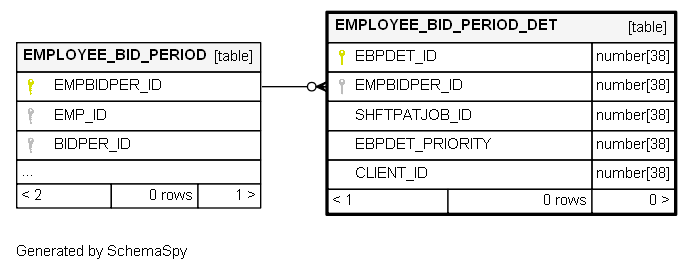 EMPLOYEE_BID_PERIOD [table]
EMPBIDPER_ID
EMP_ID
BIDPER_ID
...
< 2 0 rows 1 >
EMPLOYEE_BID_PERIOD_DET [table]
EBPDET_ID number[38]
EMPBIDPER_ID number[38]
SHFTPATJOB_ID number[38]
EBPDET_PRIORITY number[38]
CLIENT_ID number[38]
< 1 0 rows 0 >
Generated by SchemaSpy